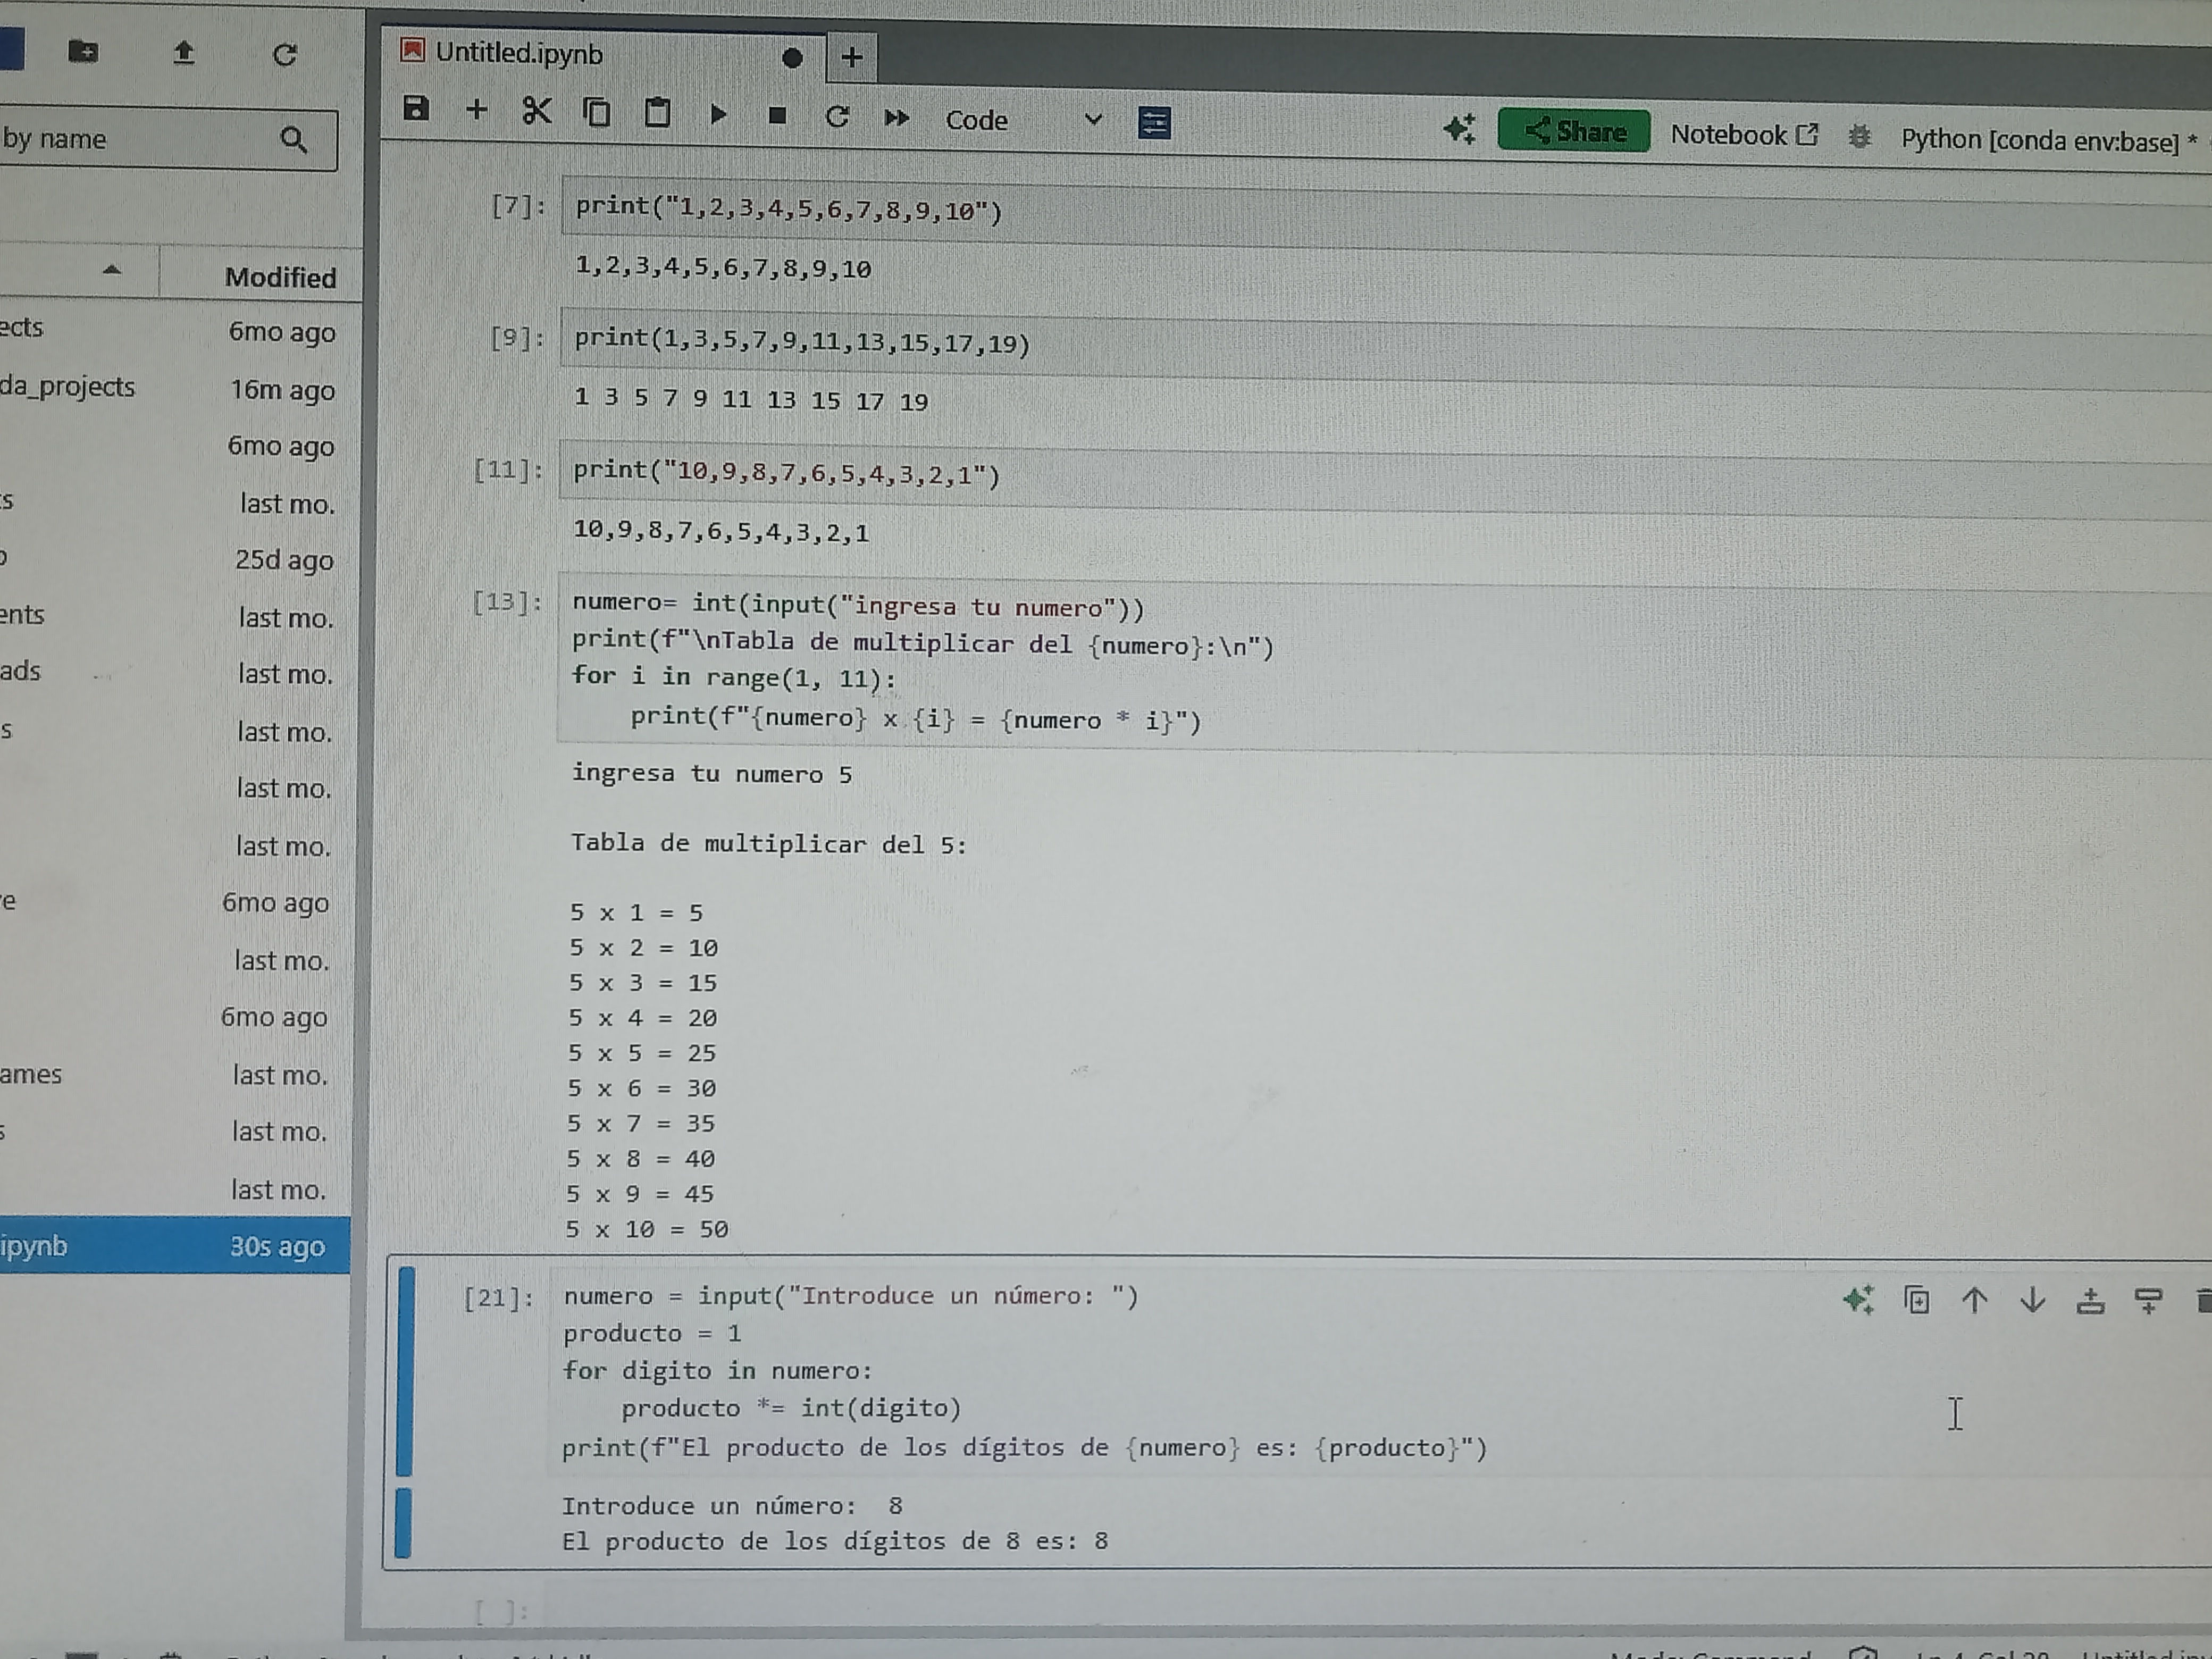 Untitled.ipynb
Code
Share
Notebook
Python [conda env:base] *
by name
Modified
ects 6mo ago
da_projects 16m ago
6mo ago
s last mo.
25d ago
ents last mo.
ads last mo.
s last mo.
last mo.
last mo.
e 6mo ago
last mo.
6mo ago
ames last mo.
s last mo.
last mo.
ipynb 30s ago
[7]: print("1,2,3,4,5,6,7,8,9,10")
1,2,3,4,5,6,7,8,9,10
[9]: print(1,3,5,7,9,11,13,15,17,19)
1 3 5 7 9 11 13 15 17 19
[11]: print("10,9,8,7,6,5,4,3,2,1")
10,9,8,7,6,5,4,3,2,1
[13]: numero= int(input("ingresa tu numero"))
print(f"\nTabla de multiplicar del {numero}:\n")
for i in range(1, 11):
    print(f"{numero} x {i} = {numero * i}")
ingresa tu numero 5
Tabla de multiplicar del 5:
5 x 1 = 5
5 x 2 = 10
5 x 3 = 15
5 x 4 = 20
5 x 5 = 25
5 x 6 = 30
5 x 7 = 35
5 x 8 = 40
5 x 9 = 45
5 x 10 = 50
[21]: numero = input("Introduce un número: ")
producto = 1
for digito in numero:
    producto *= int(digito)
print(f"El producto de los dígitos de {numero} es: {producto}")
Introduce un número:  8
El producto de los dígitos de 8 es: 8
[ ]: